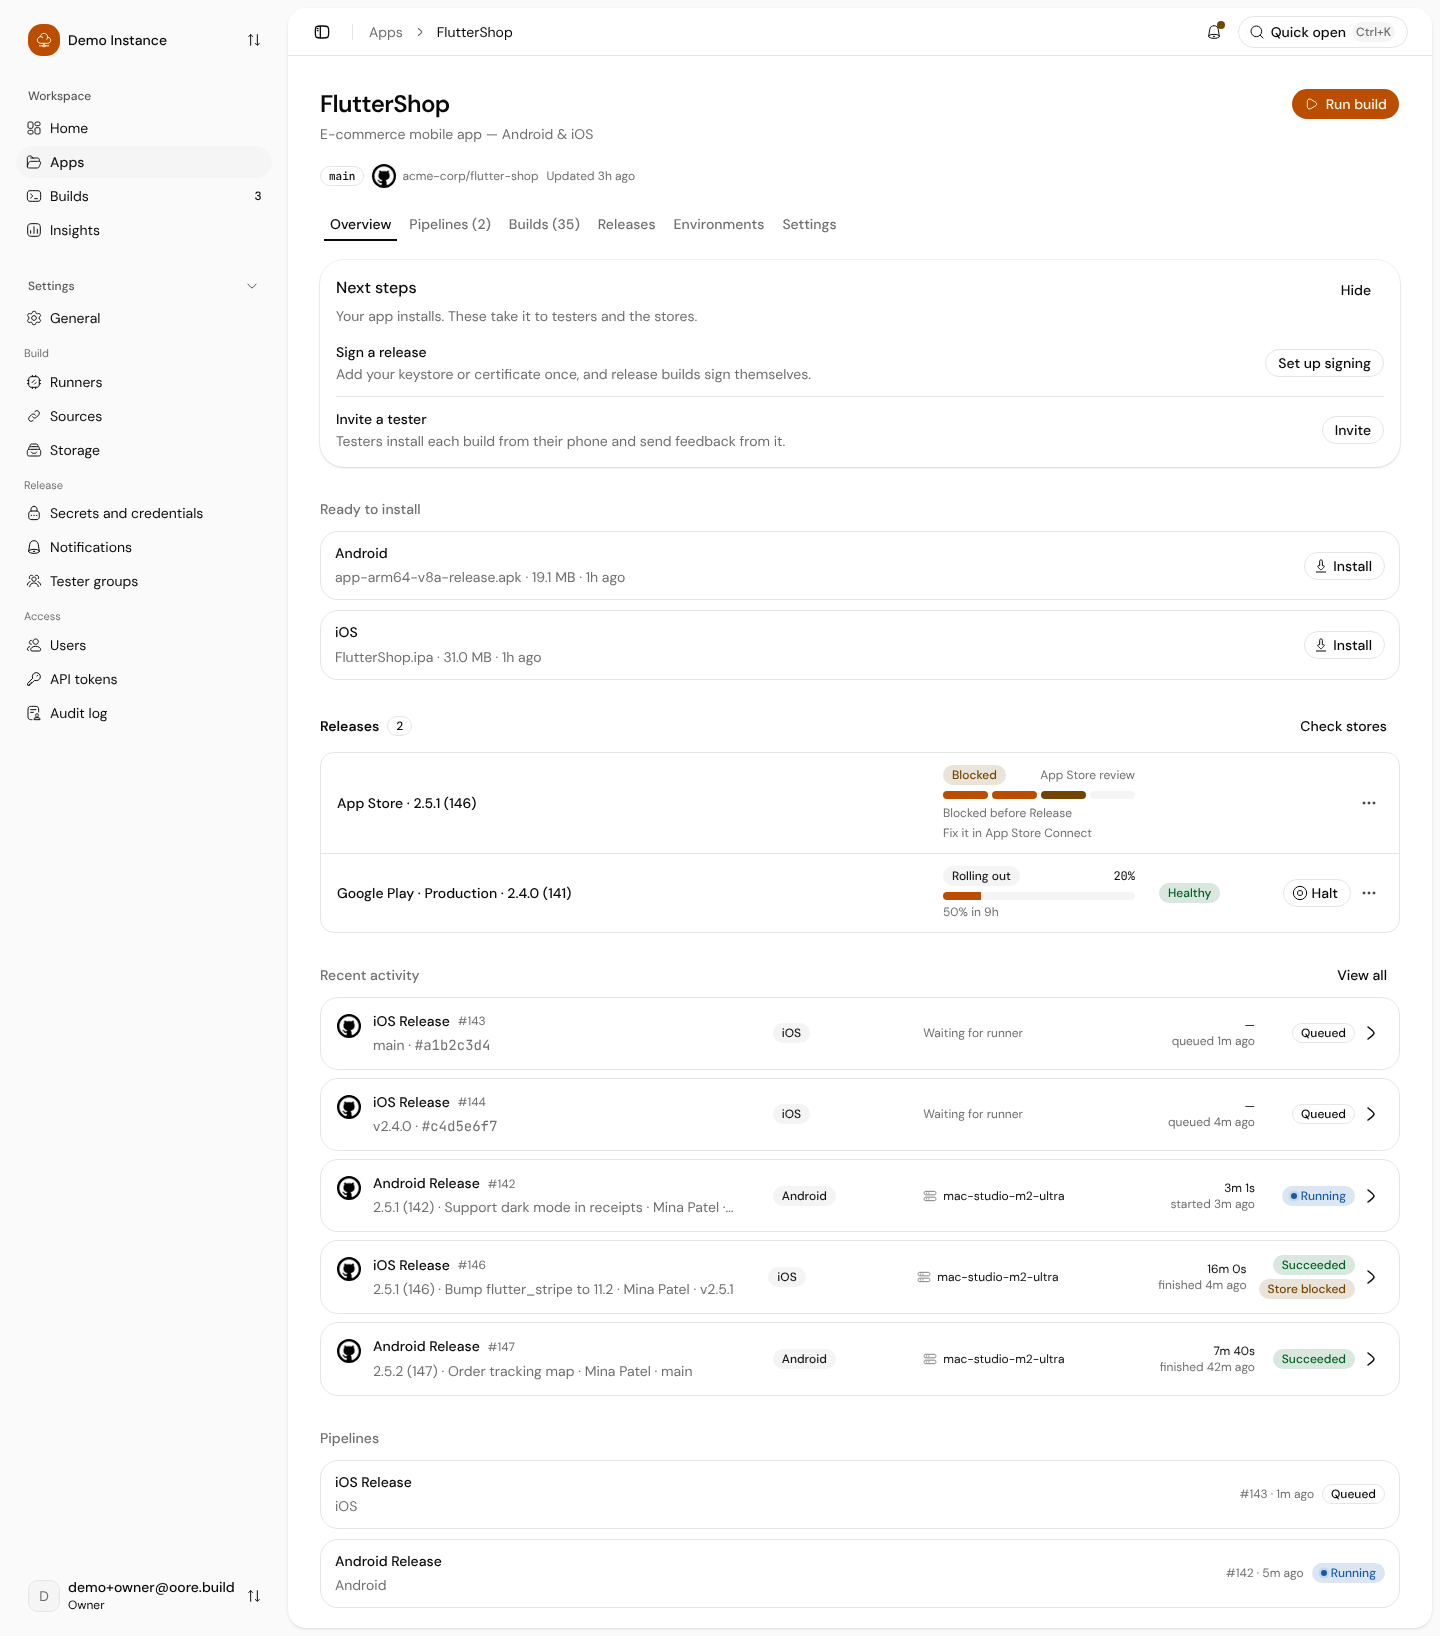 Demo Instance
Workspace
Home
Apps
Builds 3
Insights
Settings
General
Build
Runners
Sources
Storage
Release
Secrets and credentials
Notifications
Tester groups
Access
Users
API tokens
Audit log
D
demo+owner@oore.build
Owner
Apps > FlutterShop
Quick open Ctrl+K
FlutterShop
Run build
E-commerce mobile app — Android & iOS
main acme-corp/flutter-shop Updated 3h ago
Overview Pipelines (2) Builds (35) Releases Environments Settings
Next steps
Hide
Your app installs. These take it to testers and the stores.
Sign a release
Add your keystore or certificate once, and release builds sign themselves.
Set up signing
Invite a tester
Testers install each build from their phone and send feedback from it.
Invite
Ready to install
Android
app-arm64-v8a-release.apk · 19.1 MB · 1h ago
Install
iOS
FlutterShop.ipa · 31.0 MB · 1h ago
Install
Releases 2
Check stores
App Store · 2.5.1 (146)
Blocked App Store review
Blocked before Release
Fix it in App Store Connect
Google Play · Production · 2.4.0 (141)
Rolling out 20%
50% in 9h
Healthy
Halt
Recent activity
View all
iOS Release #143
main · #a1b2c3d4
iOS
Waiting for runner
—
queued 1m ago
Queued
iOS Release #144
v2.4.0 · #c4d5e6f7
iOS
Waiting for runner
—
queued 4m ago
Queued
Android Release #142
2.5.1 (142) · Support dark mode in receipts · Mina Patel ·…
Android
mac-studio-m2-ultra
3m 1s
started 3m ago
Running
iOS Release #146
2.5.1 (146) · Bump flutter_stripe to 11.2 · Mina Patel · v2.5.1
iOS
mac-studio-m2-ultra
16m 0s
finished 4m ago
Succeeded
Store blocked
Android Release #147
2.5.2 (147) · Order tracking map · Mina Patel · main
Android
mac-studio-m2-ultra
7m 40s
finished 42m ago
Succeeded
Pipelines
iOS Release
iOS
#143 · 1m ago Queued
Android Release
Android
#142 · 5m ago Running